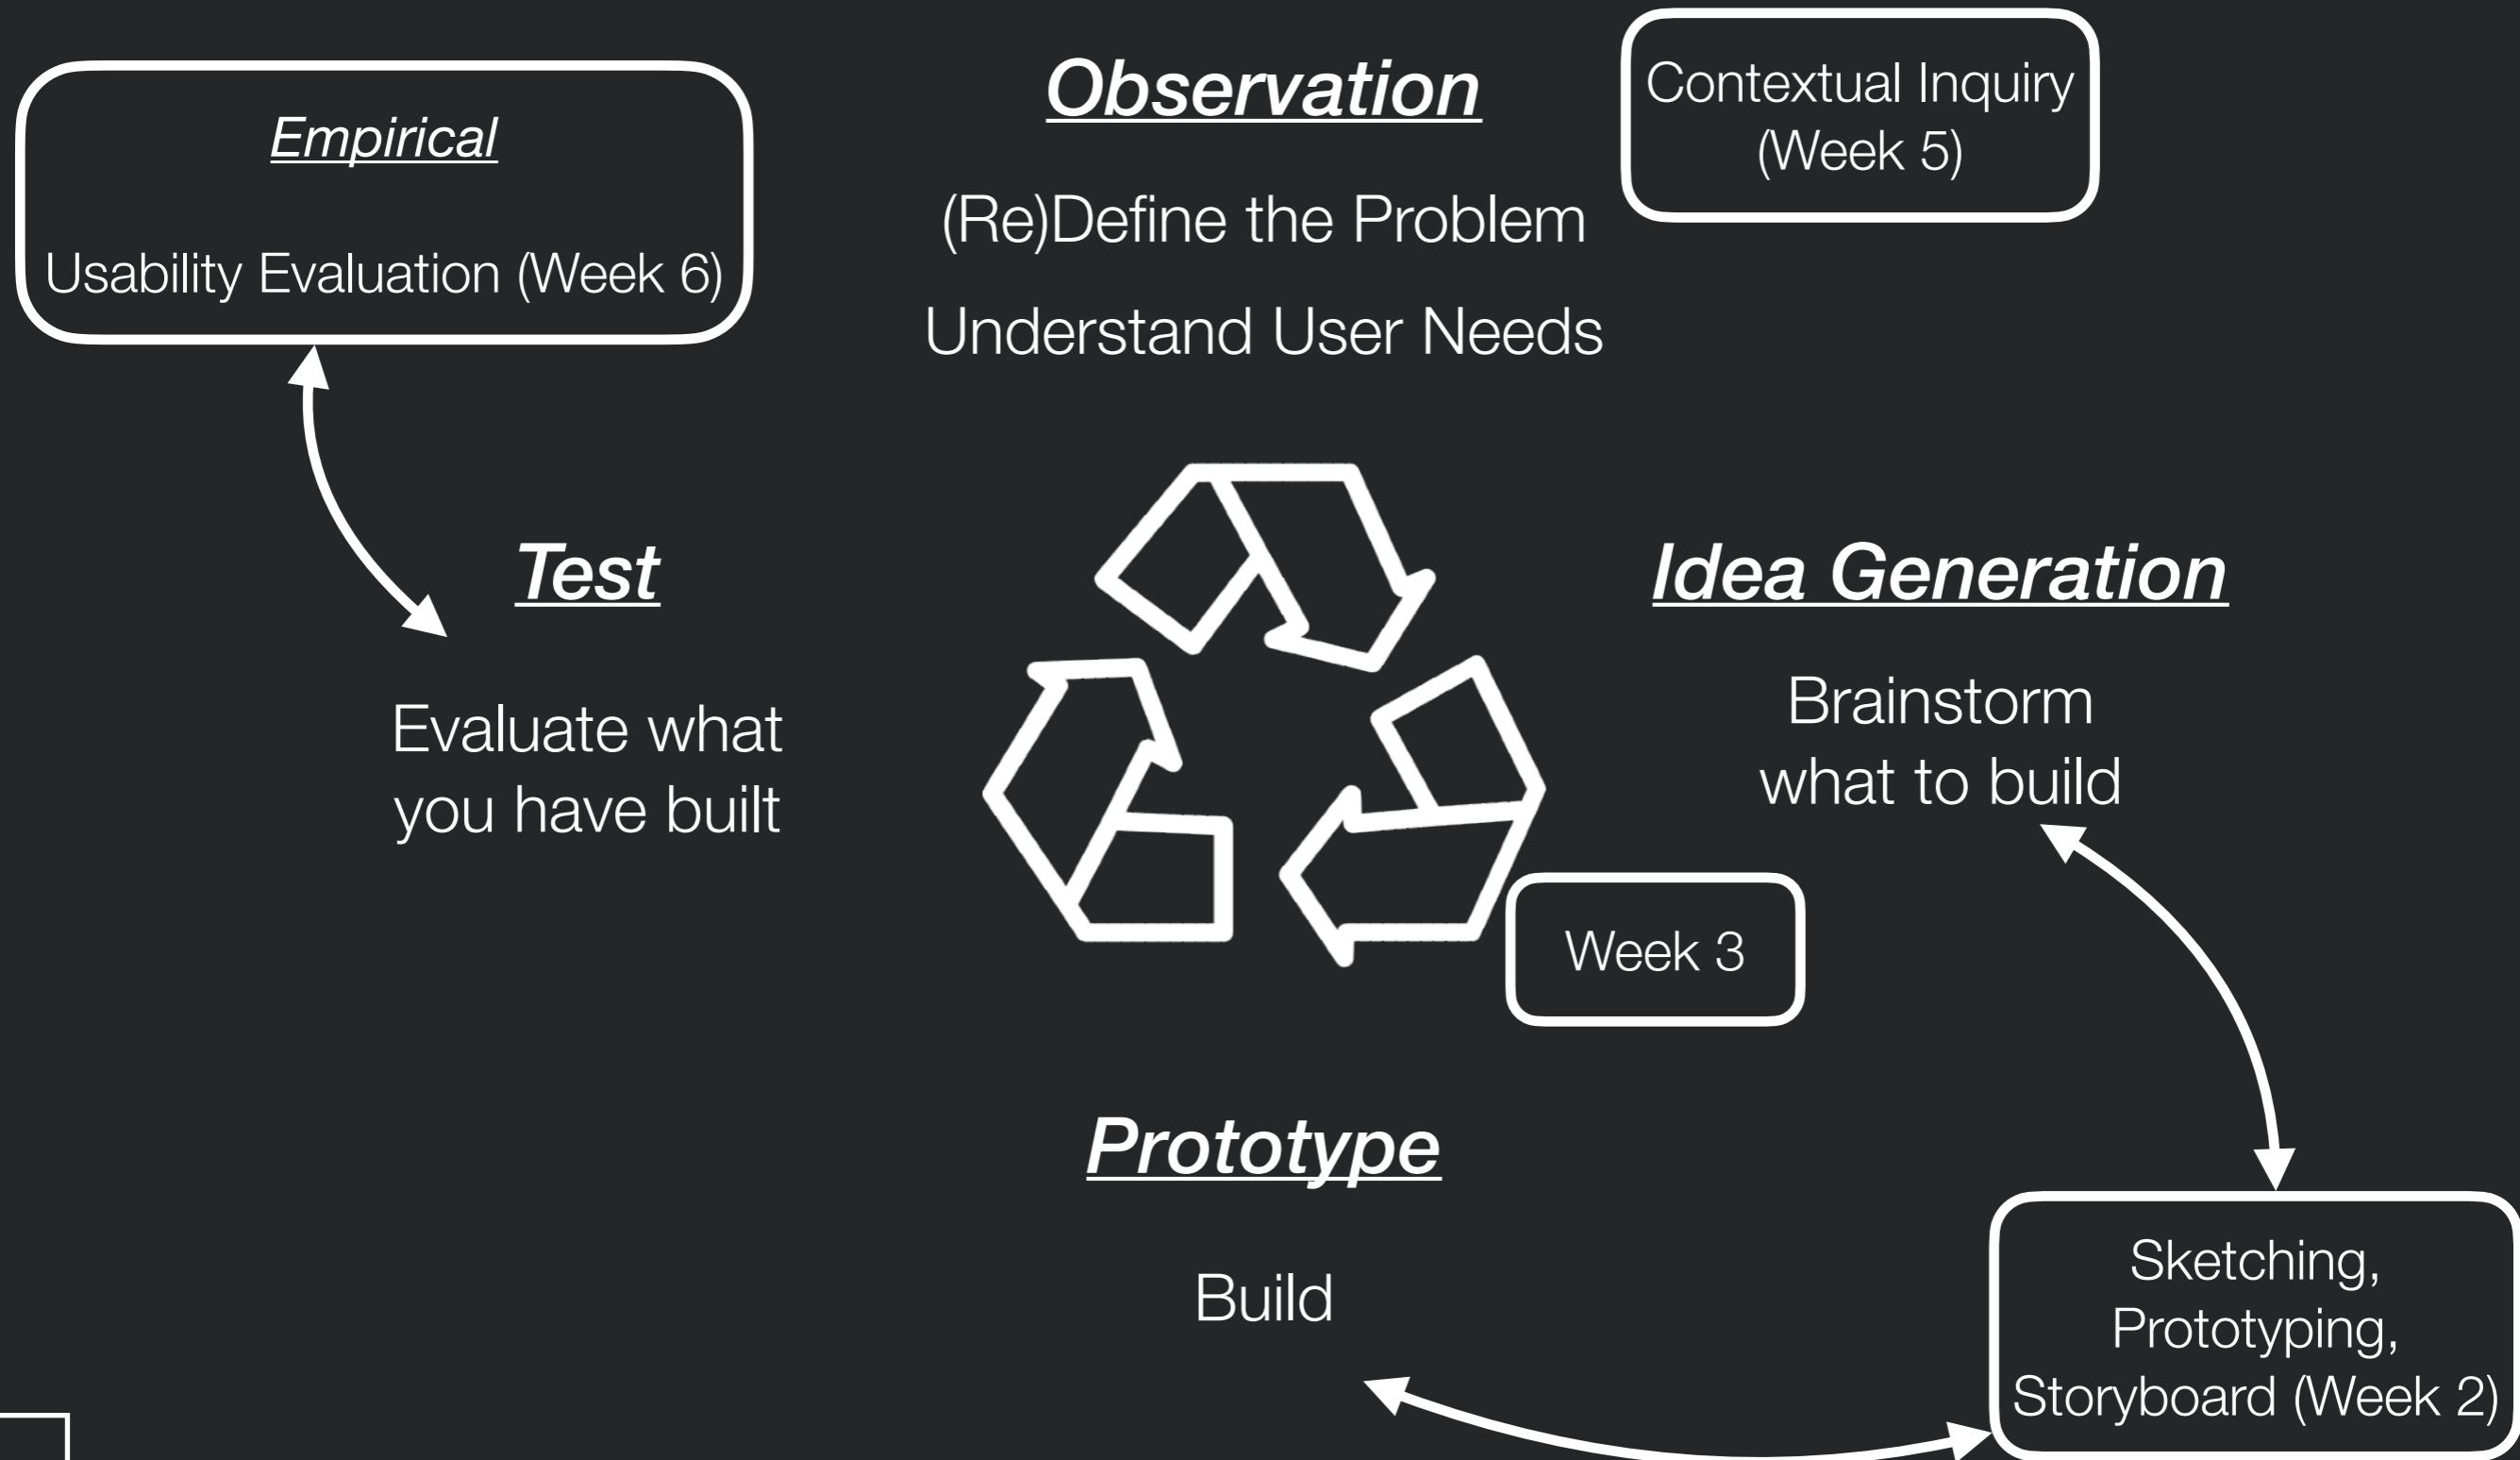 Empirical
Usability Evaluation (Week 6)
Observation
(Re)Define the Problem
Understand User Needs
Contextual Inquiry
(Week 5)
Test
Evaluate what
you have built
Idea Generation
Brainstorm
what to build
Week 3
Prototype
Build
Sketching,
Prototyping,
Storyboard (Week 2)